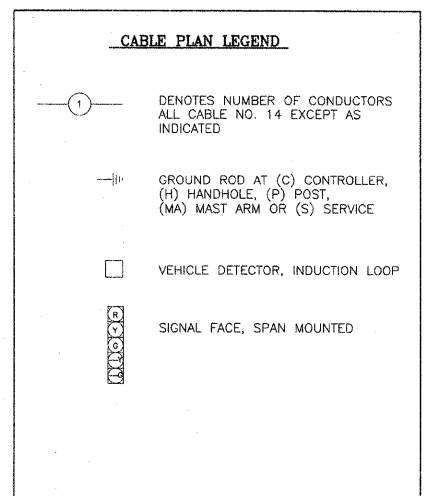 CABLE PLAN LEGEND
1
DENOTES NUMBER OF CONDUCTORS
ALL CABLE NO. 14 EXCEPT AS
INDICATED
GROUND ROD AT (C) CONTROLLER,
(H) HANDHOLE, (P) POST,
(MA) MAST ARM OR (S) SERVICE
VEHICLE DETECTOR, INDUCTION LOOP
R
Y
G
SIGNAL FACE, SPAN MOUNTED